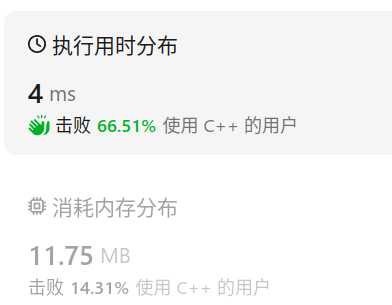 执行用时分布
4 ms
击败 66.51% 使用 C++ 的用户
消耗内存分布
11.75 MB
击败 14.31% 使用 C++ 的用户